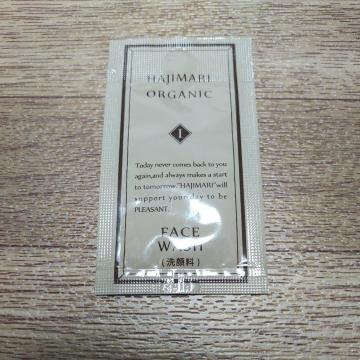 HAJIMARI
ORGANIC
I
Today never comes back to you
again,and always makes a start
to tomorrow."HAJIMARI"will
support your day to be
PLEASANT.
FACE
WASH
(洗顔料)